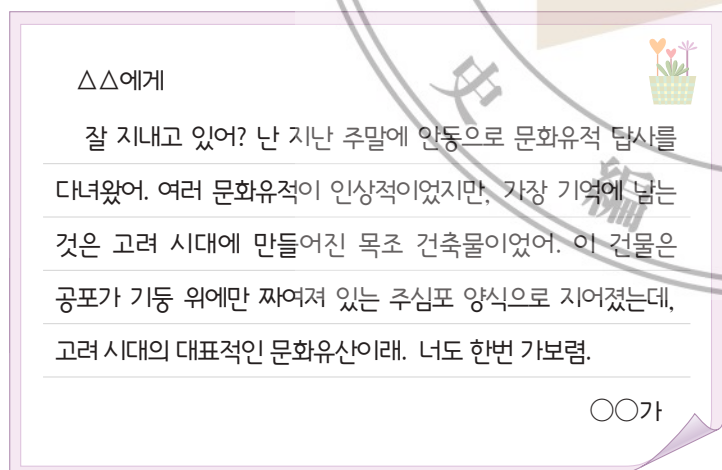 △△에게
잘 지내고 있어? 난 지난 주말에 안동으로 문화유적 답사를
다녀왔어. 여러 문화유적이 인상적이었지만, 가장 기억에 남는
것은 고려 시대에 만들어진 목조 건축물이었어. 이 건물은
공포가 기둥 위에만 짜여져 있는 주심포 양식으로 지어졌는데,
고려 시대의 대표적인 문화유산이래. 너도 한번 가보렴.
○○가
史
編